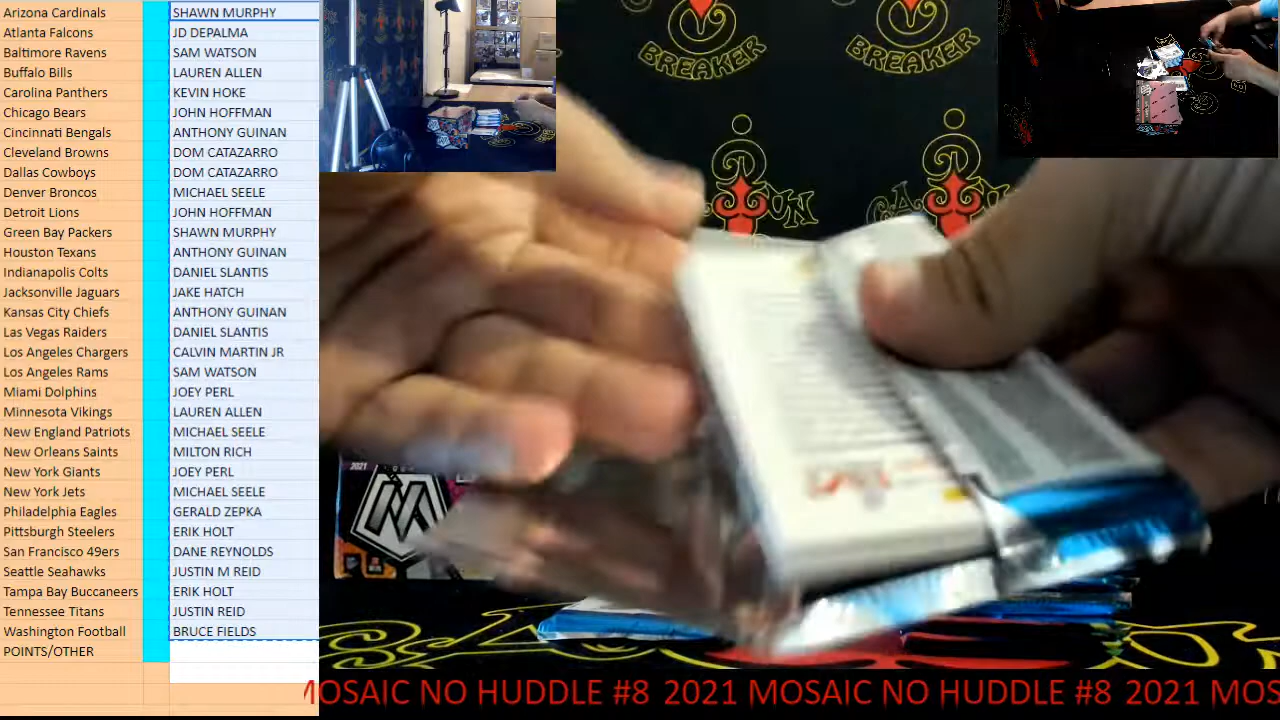 Arizona Cardinals SHAWN MURPHY
Atlanta Falcons JD DEPALMA
Baltimore Ravens SAM WATSON
Buffalo Bills LAUREN ALLEN
Carolina Panthers KEVIN HOKE
Chicago Bears JOHN HOFFMAN
Cincinnati Bengals ANTHONY GUINAN
Cleveland Browns DOM CATAZARRO
Dallas Cowboys DOM CATAZARRO
Denver Broncos MICHAEL SEELE
Detroit Lions JOHN HOFFMAN
Green Bay Packers SHAWN MURPHY
Houston Texans ANTHONY GUINAN
Indianapolis Colts DANIEL SLANTIS
Jacksonville Jaguars JAKE HATCH
Kansas City Chiefs ANTHONY GUINAN
Las Vegas Raiders DANIEL SLANTIS
Los Angeles Chargers CALVIN MARTIN JR
Los Angeles Rams SAM WATSON
Miami Dolphins JOEY PERL
Minnesota Vikings LAUREN ALLEN
New England Patriots MICHAEL SEELE
New Orleans Saints MILTON RICH
New York Giants JOEY PERL
New York Jets MICHAEL SEELE
Philadelphia Eagles GERALD ZEPKA
Pittsburgh Steelers ERIK HOLT
San Francisco 49ers DANE REYNOLDS
Seattle Seahawks JUSTIN M REID
Tampa Bay Buccaneers ERIK HOLT
Tennessee Titans JUSTIN REID
Washington Football BRUCE FIELDS
POINTS/OTHER
BREAKER
BREAKER
2021
MOSAIC NO HUDDLE #8 2021 MOSAIC NO HUDDLE #8 2021 MOS